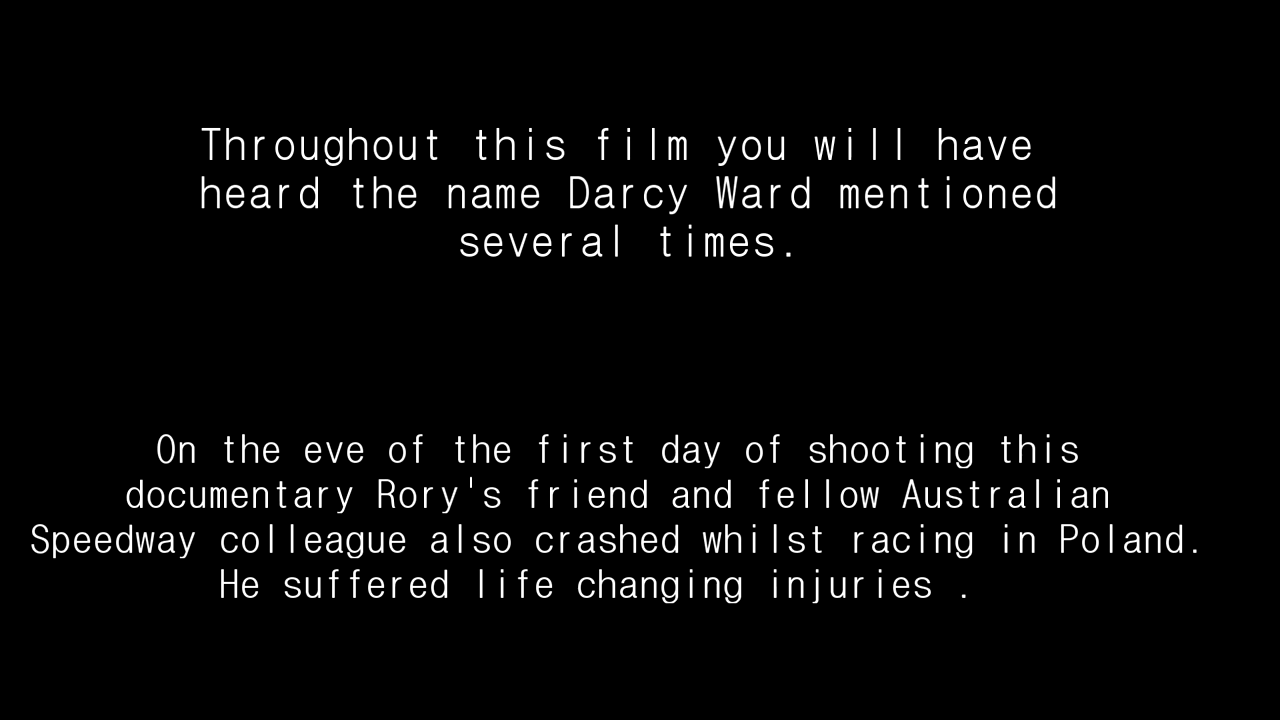 Throughout this film you will have
heard the name Darcy Ward mentioned
several times.
On the eve of the first day of shooting this
documentary Rory's friend and fellow Australian
Speedway colleague also crashed whilst racing in Poland.
He suffered life changing injuries .